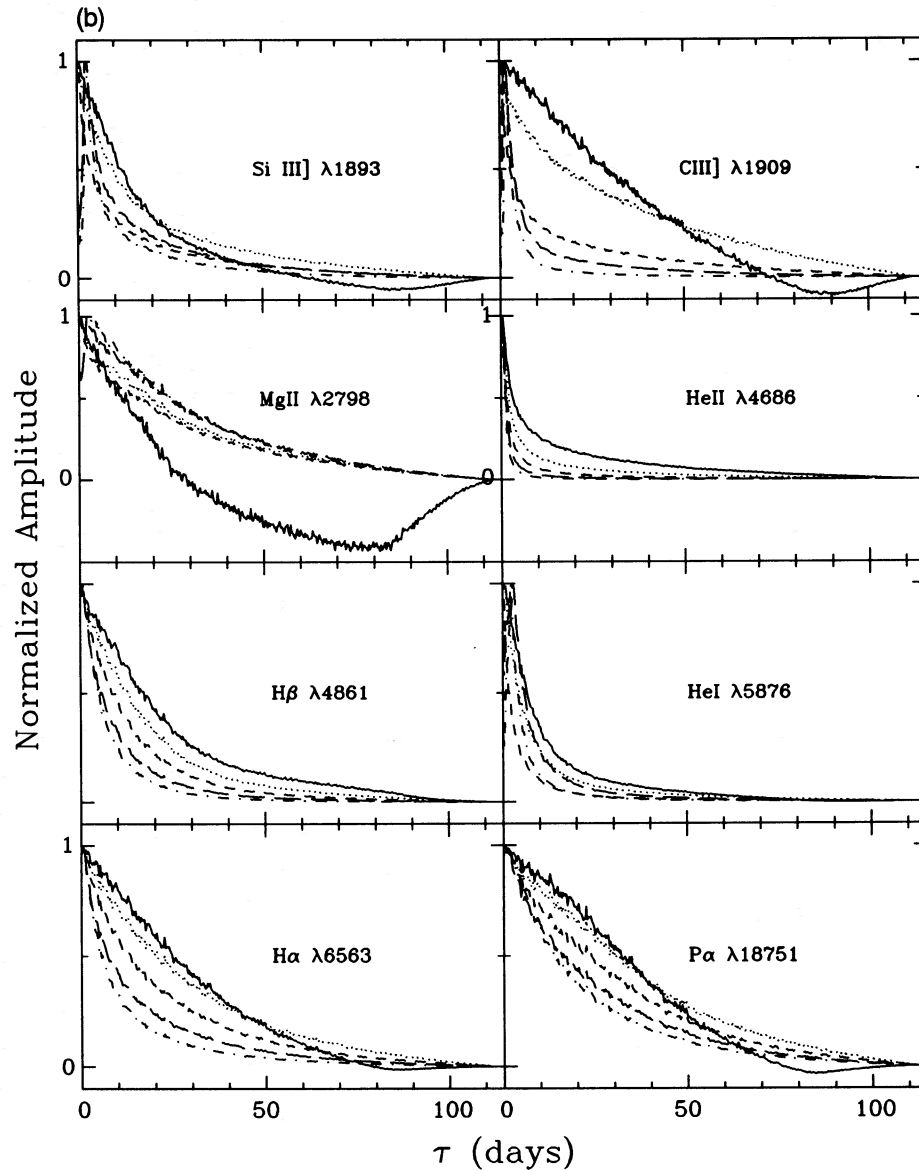 (b)
1
Si III] λ1893
CIII] λ1909
0
1
1
MgII λ2798
HeII λ4686
0
0
Normalized Amplitude
Hβ λ4861
HeI λ5876
1
Hα λ6563
Pα λ18751
0
0 50 100 0 50 100
τ (days)